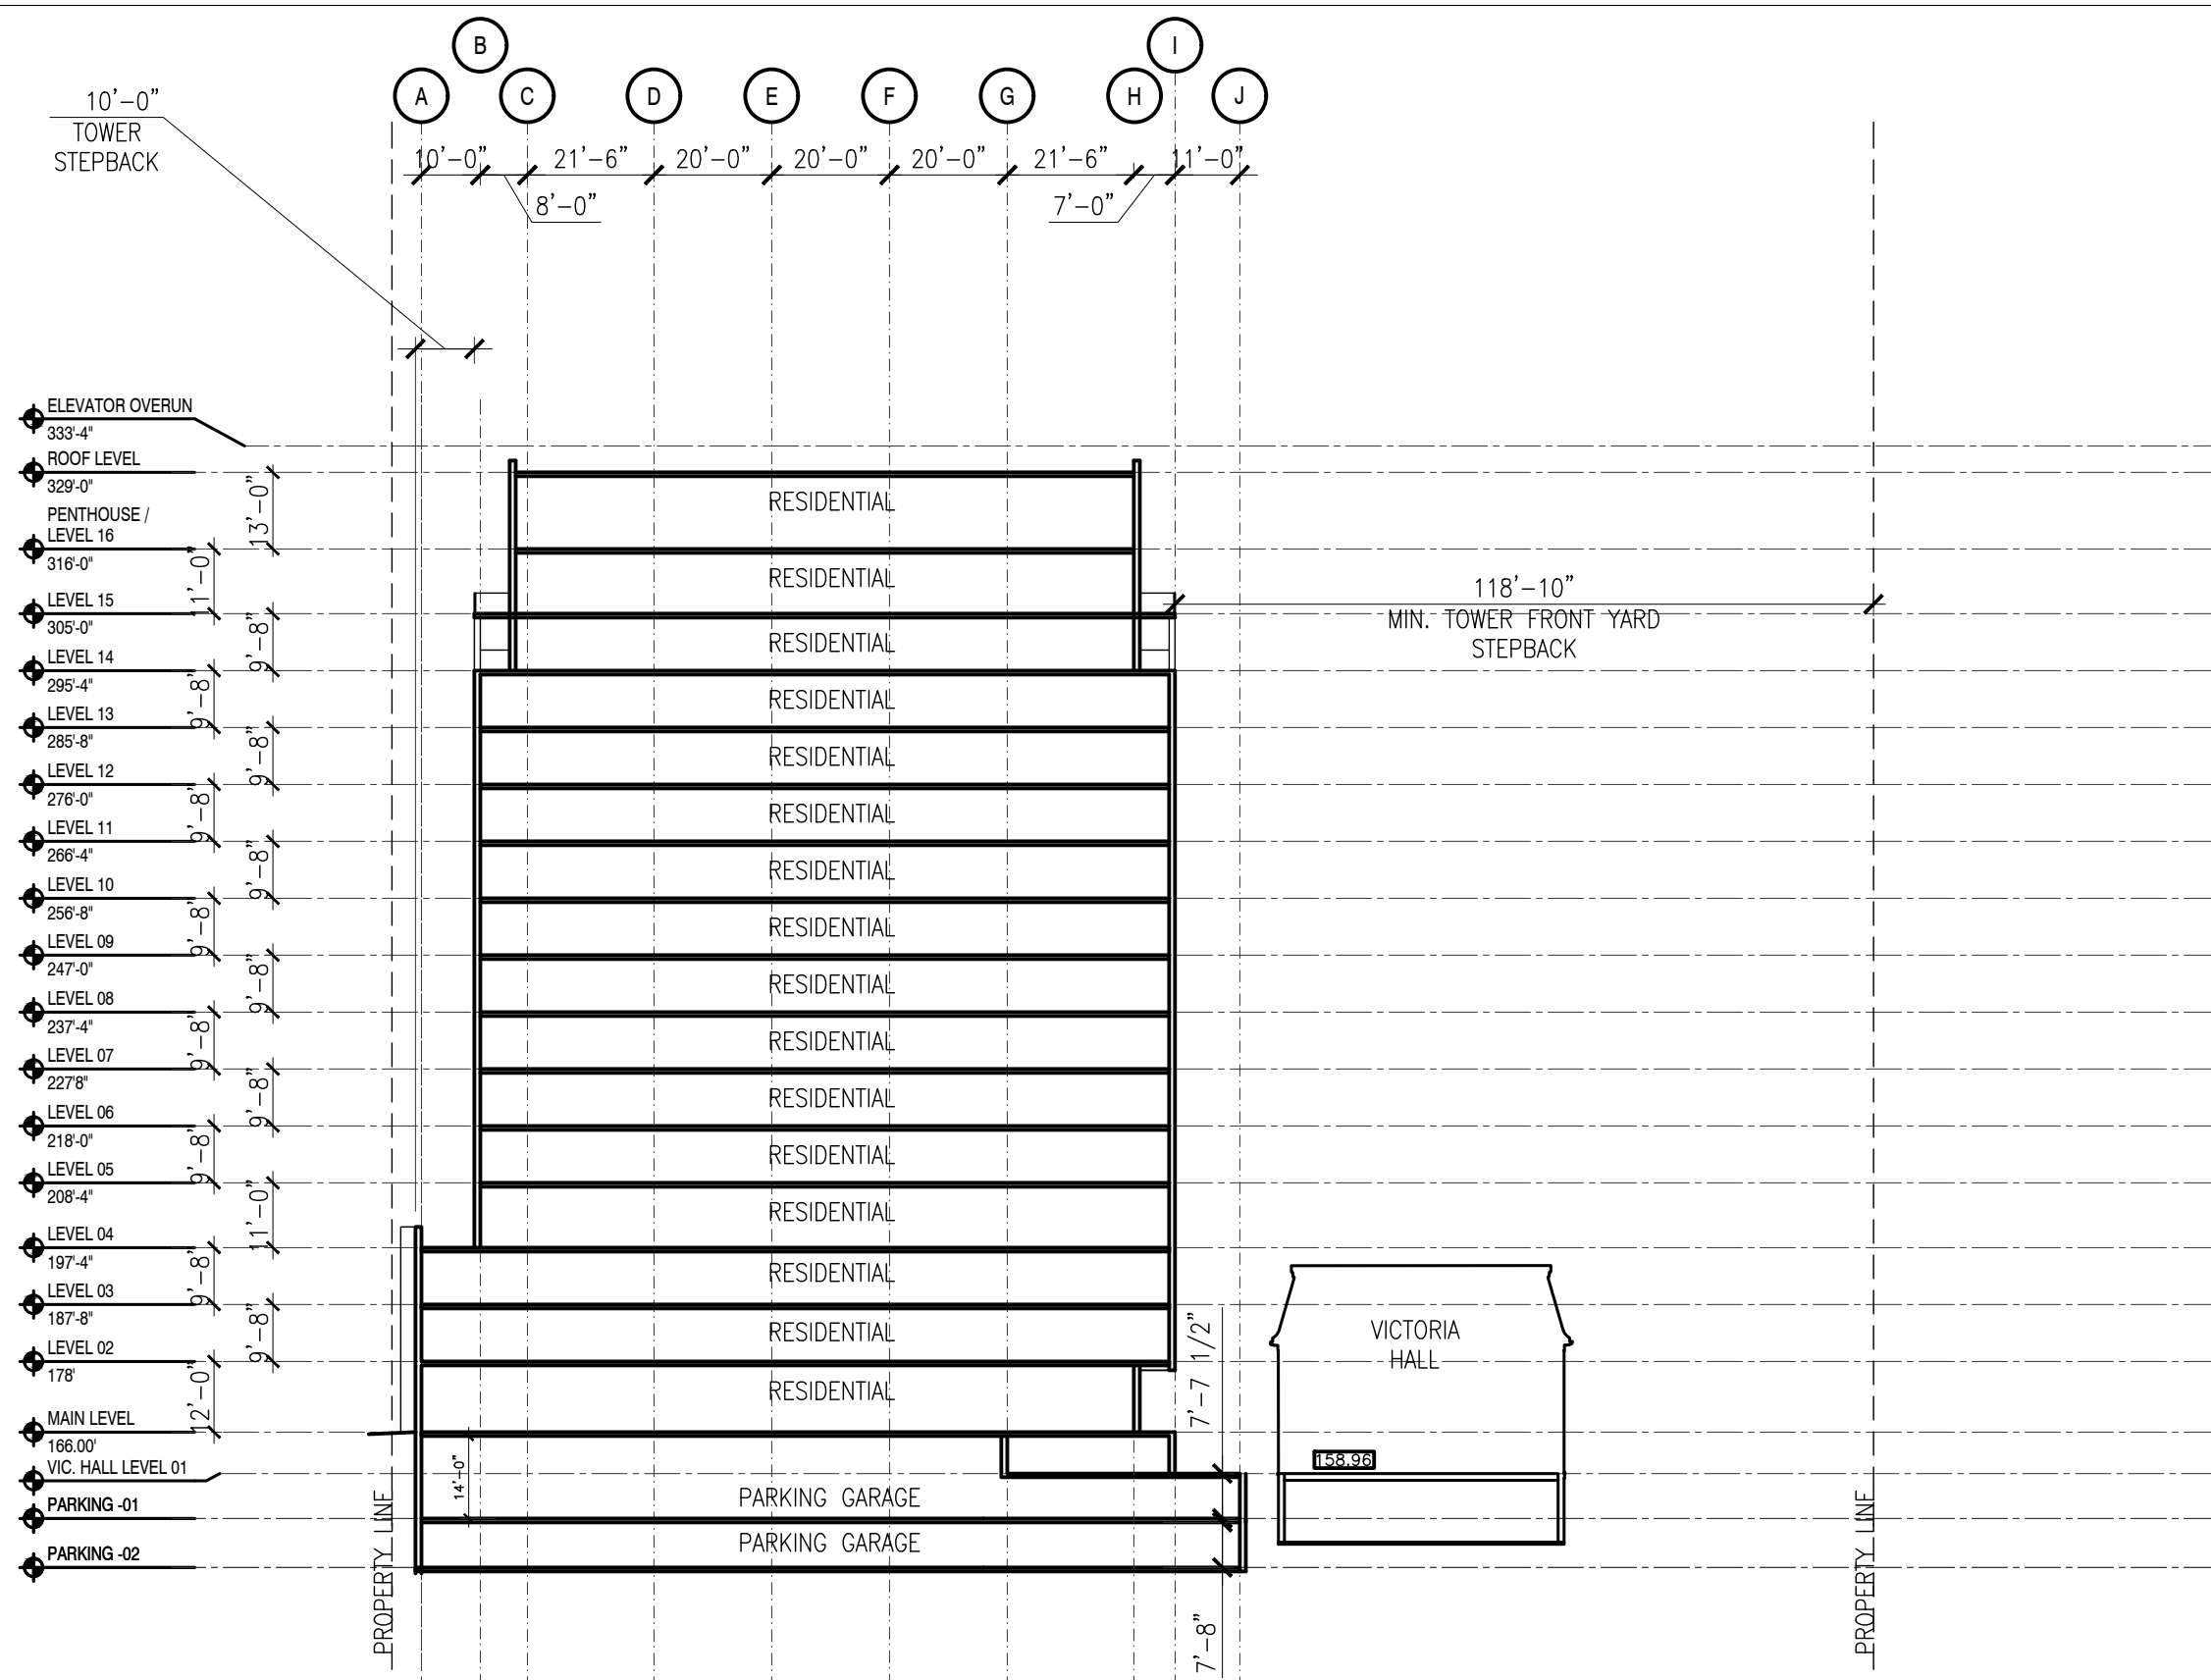 B
I
A
C
D
E
F
G
H
J
10'-0"
TOWER
STEPBACK
10'-0"
21'-6"
20'-0"
20'-0"
20'-0"
21'-6"
11'-0"
8'-0"
7'-0"
ELEVATOR OVERUN
333'-4"
ROOF LEVEL
329'-0"
13'-0"
RESIDENTIAL
PENTHOUSE /
LEVEL 16
316'-0"
11'-0"
RESIDENTIAL
LEVEL 15
305'-0"
9'-8"
RESIDENTIAL
118'-10"
MIN. TOWER FRONT YARD
STEPBACK
LEVEL 14
295'-4"
9'-8"
RESIDENTIAL
LEVEL 13
285'-8"
9'-8"
RESIDENTIAL
LEVEL 12
276'-0"
9'-8"
RESIDENTIAL
LEVEL 11
266'-4"
9'-8"
RESIDENTIAL
LEVEL 10
256'-8"
9'-8"
RESIDENTIAL
LEVEL 09
247'-0"
9'-8"
RESIDENTIAL
LEVEL 08
237'-4"
9'-8"
RESIDENTIAL
LEVEL 07
227'8"
9'-8"
RESIDENTIAL
LEVEL 06
218'-0"
9'-8"
RESIDENTIAL
LEVEL 05
208'-4"
11'-0"
RESIDENTIAL
LEVEL 04
197'-4"
9'-8"
RESIDENTIAL
LEVEL 03
187'-8"
9'-8"
RESIDENTIAL
LEVEL 02
178'
12'-0"
RESIDENTIAL
7'-7 1/2"
VICTORIA
HALL
MAIN LEVEL
166.00'
158.96
VIC. HALL LEVEL 01
14'-0"
PARKING GARAGE
PARKING -01
PARKING GARAGE
PARKING -02
7'-8"
PROPERTY LINE
PROPERTY LINE